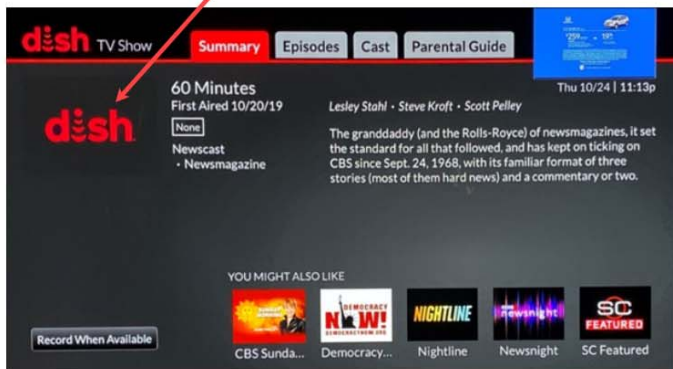 dish TV Show
Summary
Episodes
Cast
Parental Guide
60 Minutes
Thu 10/24 | 11:13p
First Aired 10/20/19
Lesley Stahl • Steve Kroft • Scott Pelley
dish
None
Newscast
• Newsmagazine
The granddaddy (and the Rolls-Royce) of newsmagazines, it set
the standard for all that followed, and has kept on ticking on
CBS since Sept. 24, 1968, with its familiar format of three
stories (most of them hard news) and a commentary or two.
YOU MIGHT ALSO LIKE
DEMOCRACY
NOW!
DEMOCRACYNOW.ORG
NIGHTLINE
newsnight
SC
FEATURED
Record When Available
CBS Sunda...
Democracy...
Nightline
Newsnight
SC Featured